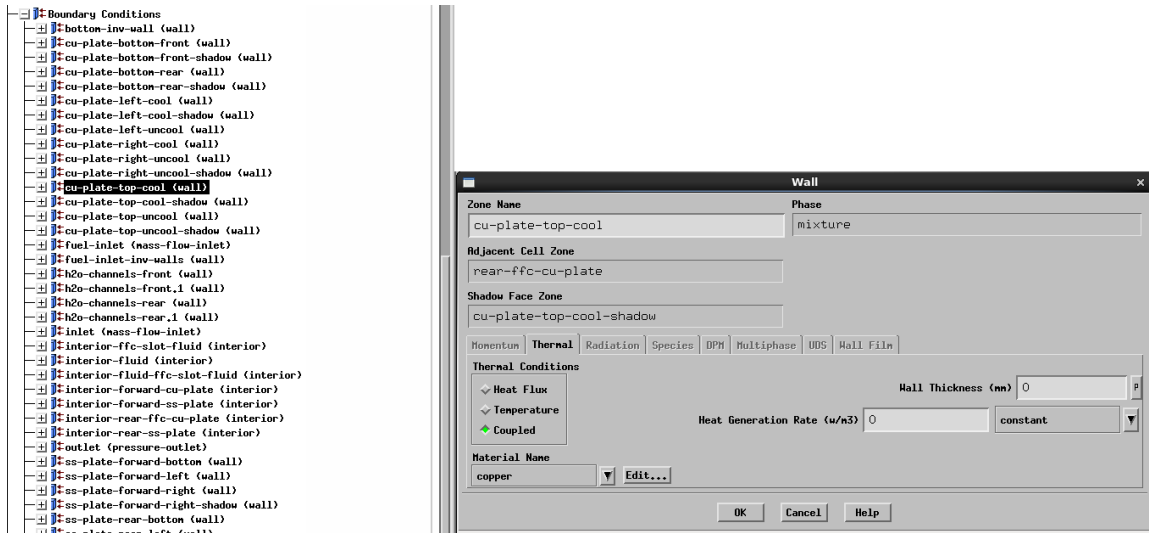 Boundary Conditions
bottom-inv-wall (wall)
cu-plate-bottom-front (wall)
cu-plate-bottom-front-shadow (wall)
cu-plate-bottom-rear (wall)
cu-plate-bottom-rear-shadow (wall)
cu-plate-left-cool (wall)
cu-plate-left-cool-shadow (wall)
cu-plate-left-uncool (wall)
cu-plate-right-cool (wall)
cu-plate-right-uncool (wall)
cu-plate-right-uncool-shadow (wall)
cu-plate-top-cool (wall)
cu-plate-top-cool-shadow (wall)
cu-plate-top-uncool (wall)
cu-plate-top-uncool-shadow (wall)
fuel-inlet (mass-flow-inlet)
fuel-inlet-inv-walls (wall)
h2o-channels-front (wall)
h2o-channels-front.1 (wall)
h2o-channels-rear (wall)
h2o-channels-rear.1 (wall)
inlet (mass-flow-inlet)
interior-ffc-slot-fluid (interior)
interior-fluid (interior)
interior-fluid-ffc-slot-fluid (interior)
interior-forward-cu-plate (interior)
interior-forward-ss-plate (interior)
interior-rear-ffc-cu-plate (interior)
interior-rear-ss-plate (interior)
outlet (pressure-outlet)
ss-plate-forward-bottom (wall)
ss-plate-forward-left (wall)
ss-plate-forward-right (wall)
ss-plate-forward-right-shadow (wall)
ss-plate-rear-bottom (wall)
Wall
Zone Name
Phase
cu-plate-top-cool
mixture
Adjacent Cell Zone
rear-ffc-cu-plate
Shadow Face Zone
cu-plate-top-cool-shadow
Momentum Thermal Radiation Species DPM Multiphase UDS Wall Film
Thermal Conditions
Heat Flux
Temperature
Coupled
Wall Thickness (mm) 0 P
Heat Generation Rate (w/m3) 0 constant
Material Name
copper Edit...
OK Cancel Help